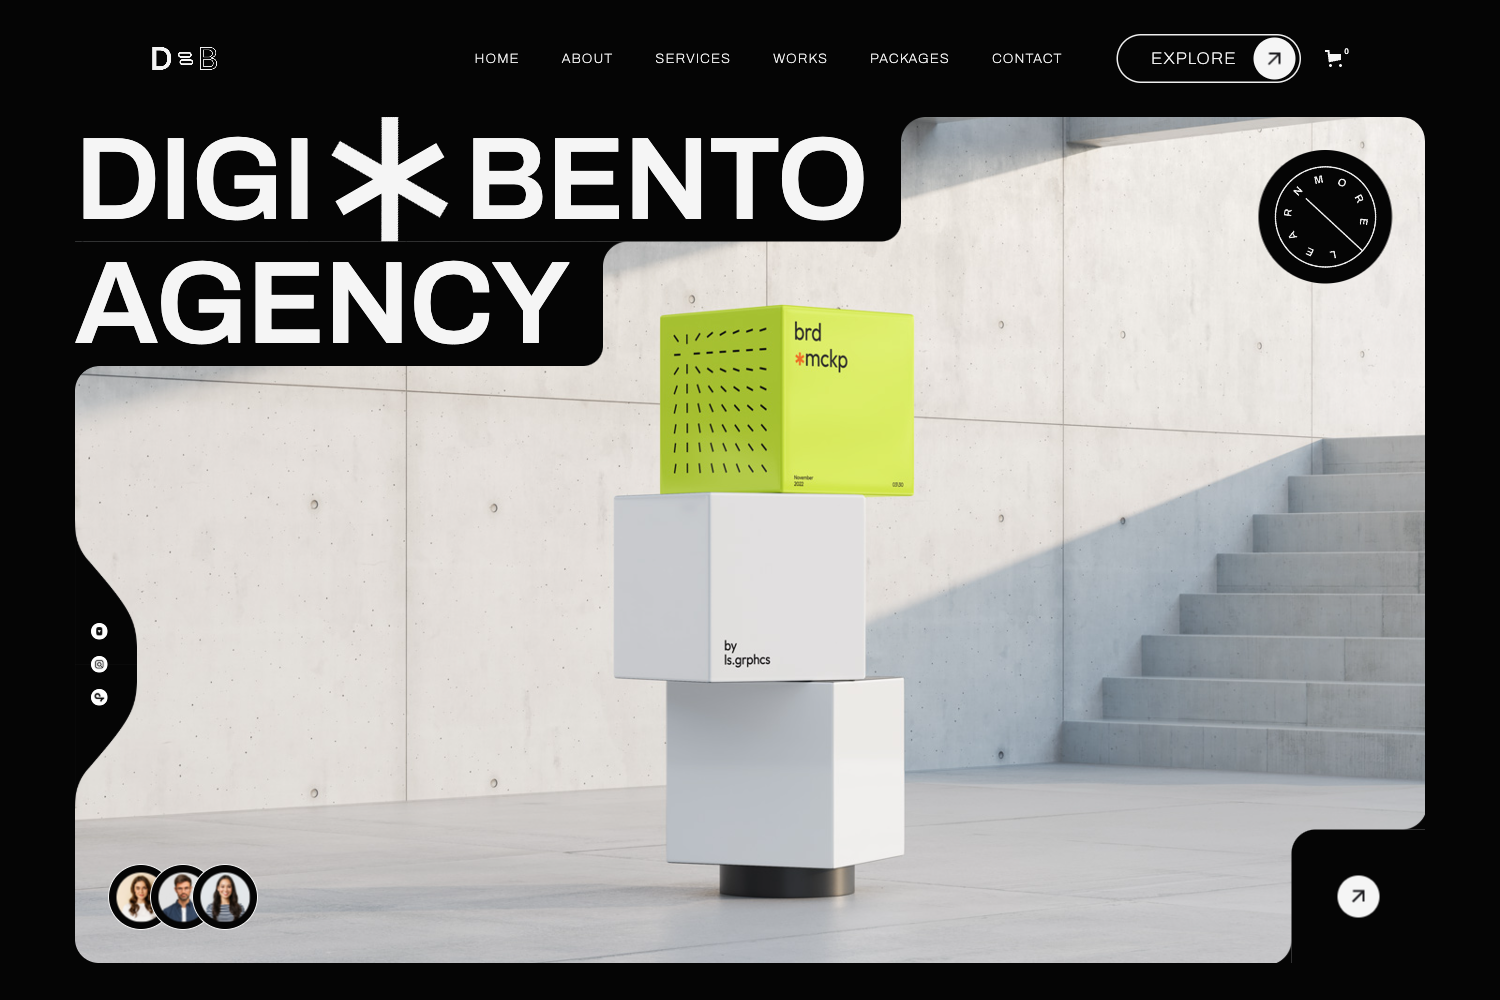 D B
HOME ABOUT SERVICES WORKS PACKAGES CONTACT
EXPLORE
0
DIGI*BENTO
AGENCY
LEARN MORE
brd
*mckp
November
2022
03:30
by
ls.grphcs